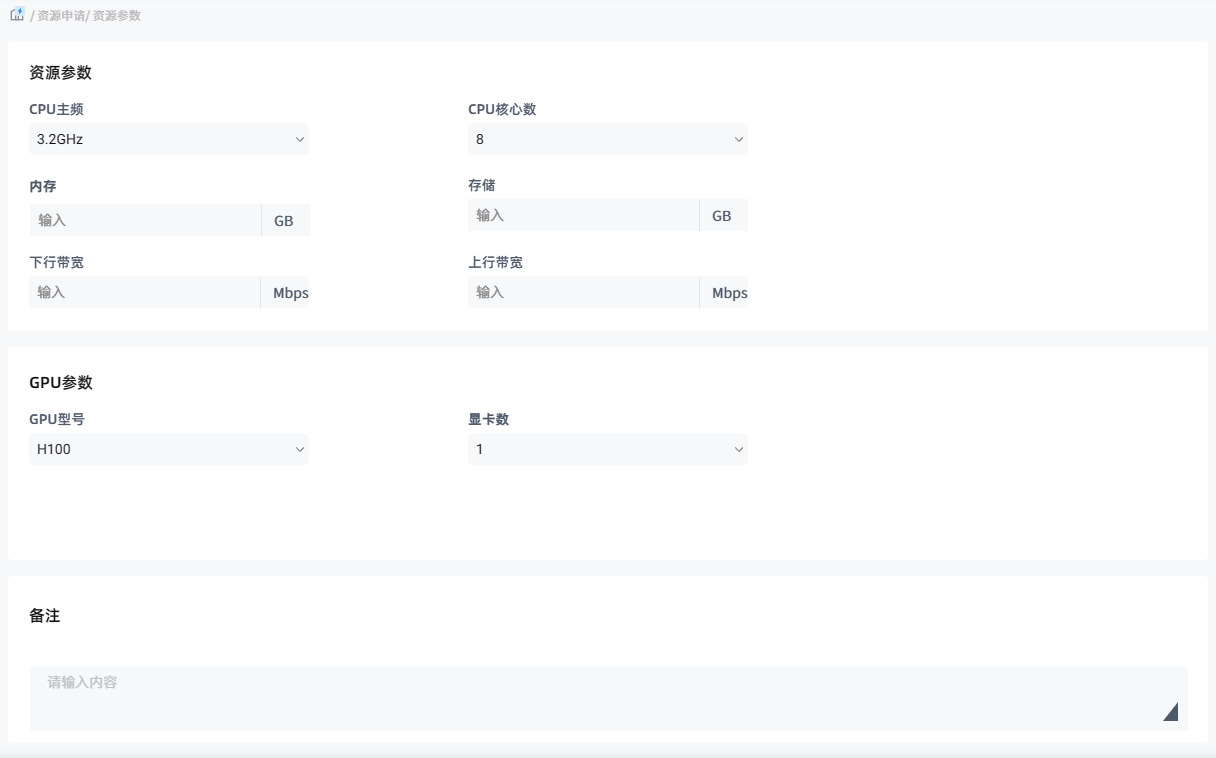 / 资源申请/ 资源参数
资源参数
CPU主频
CPU核心数
3.2GHz
8
内存
存储
输入
GB
输入
GB
下行带宽
上行带宽
输入
Mbps
输入
Mbps
GPU参数
GPU型号
显卡数
H100
1
备注
请输入内容